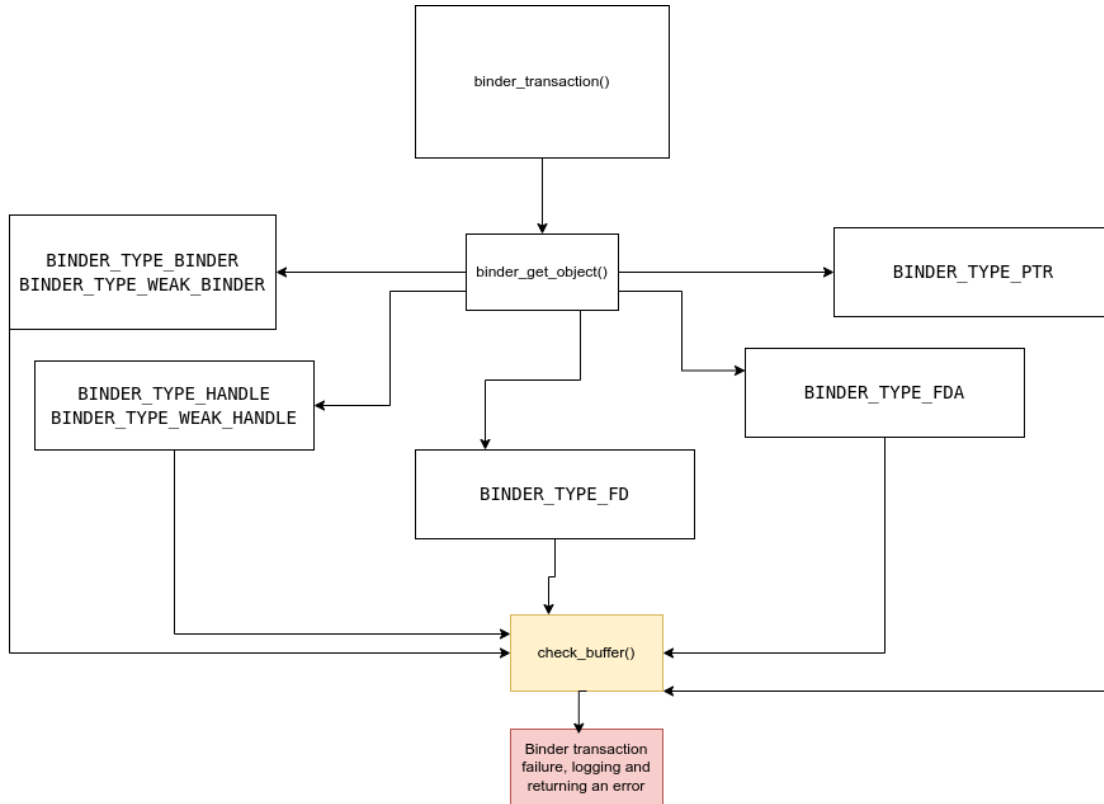 binder_transaction()
BINDER_TYPE_BINDER
BINDER_TYPE_WEAK_BINDER
binder_get_object()
BINDER_TYPE_PTR
BINDER_TYPE_HANDLE
BINDER_TYPE_WEAK_HANDLE
BINDER_TYPE_FDA
BINDER_TYPE_FD
check_buffer()
Binder transaction
failure, logging and
returning an error